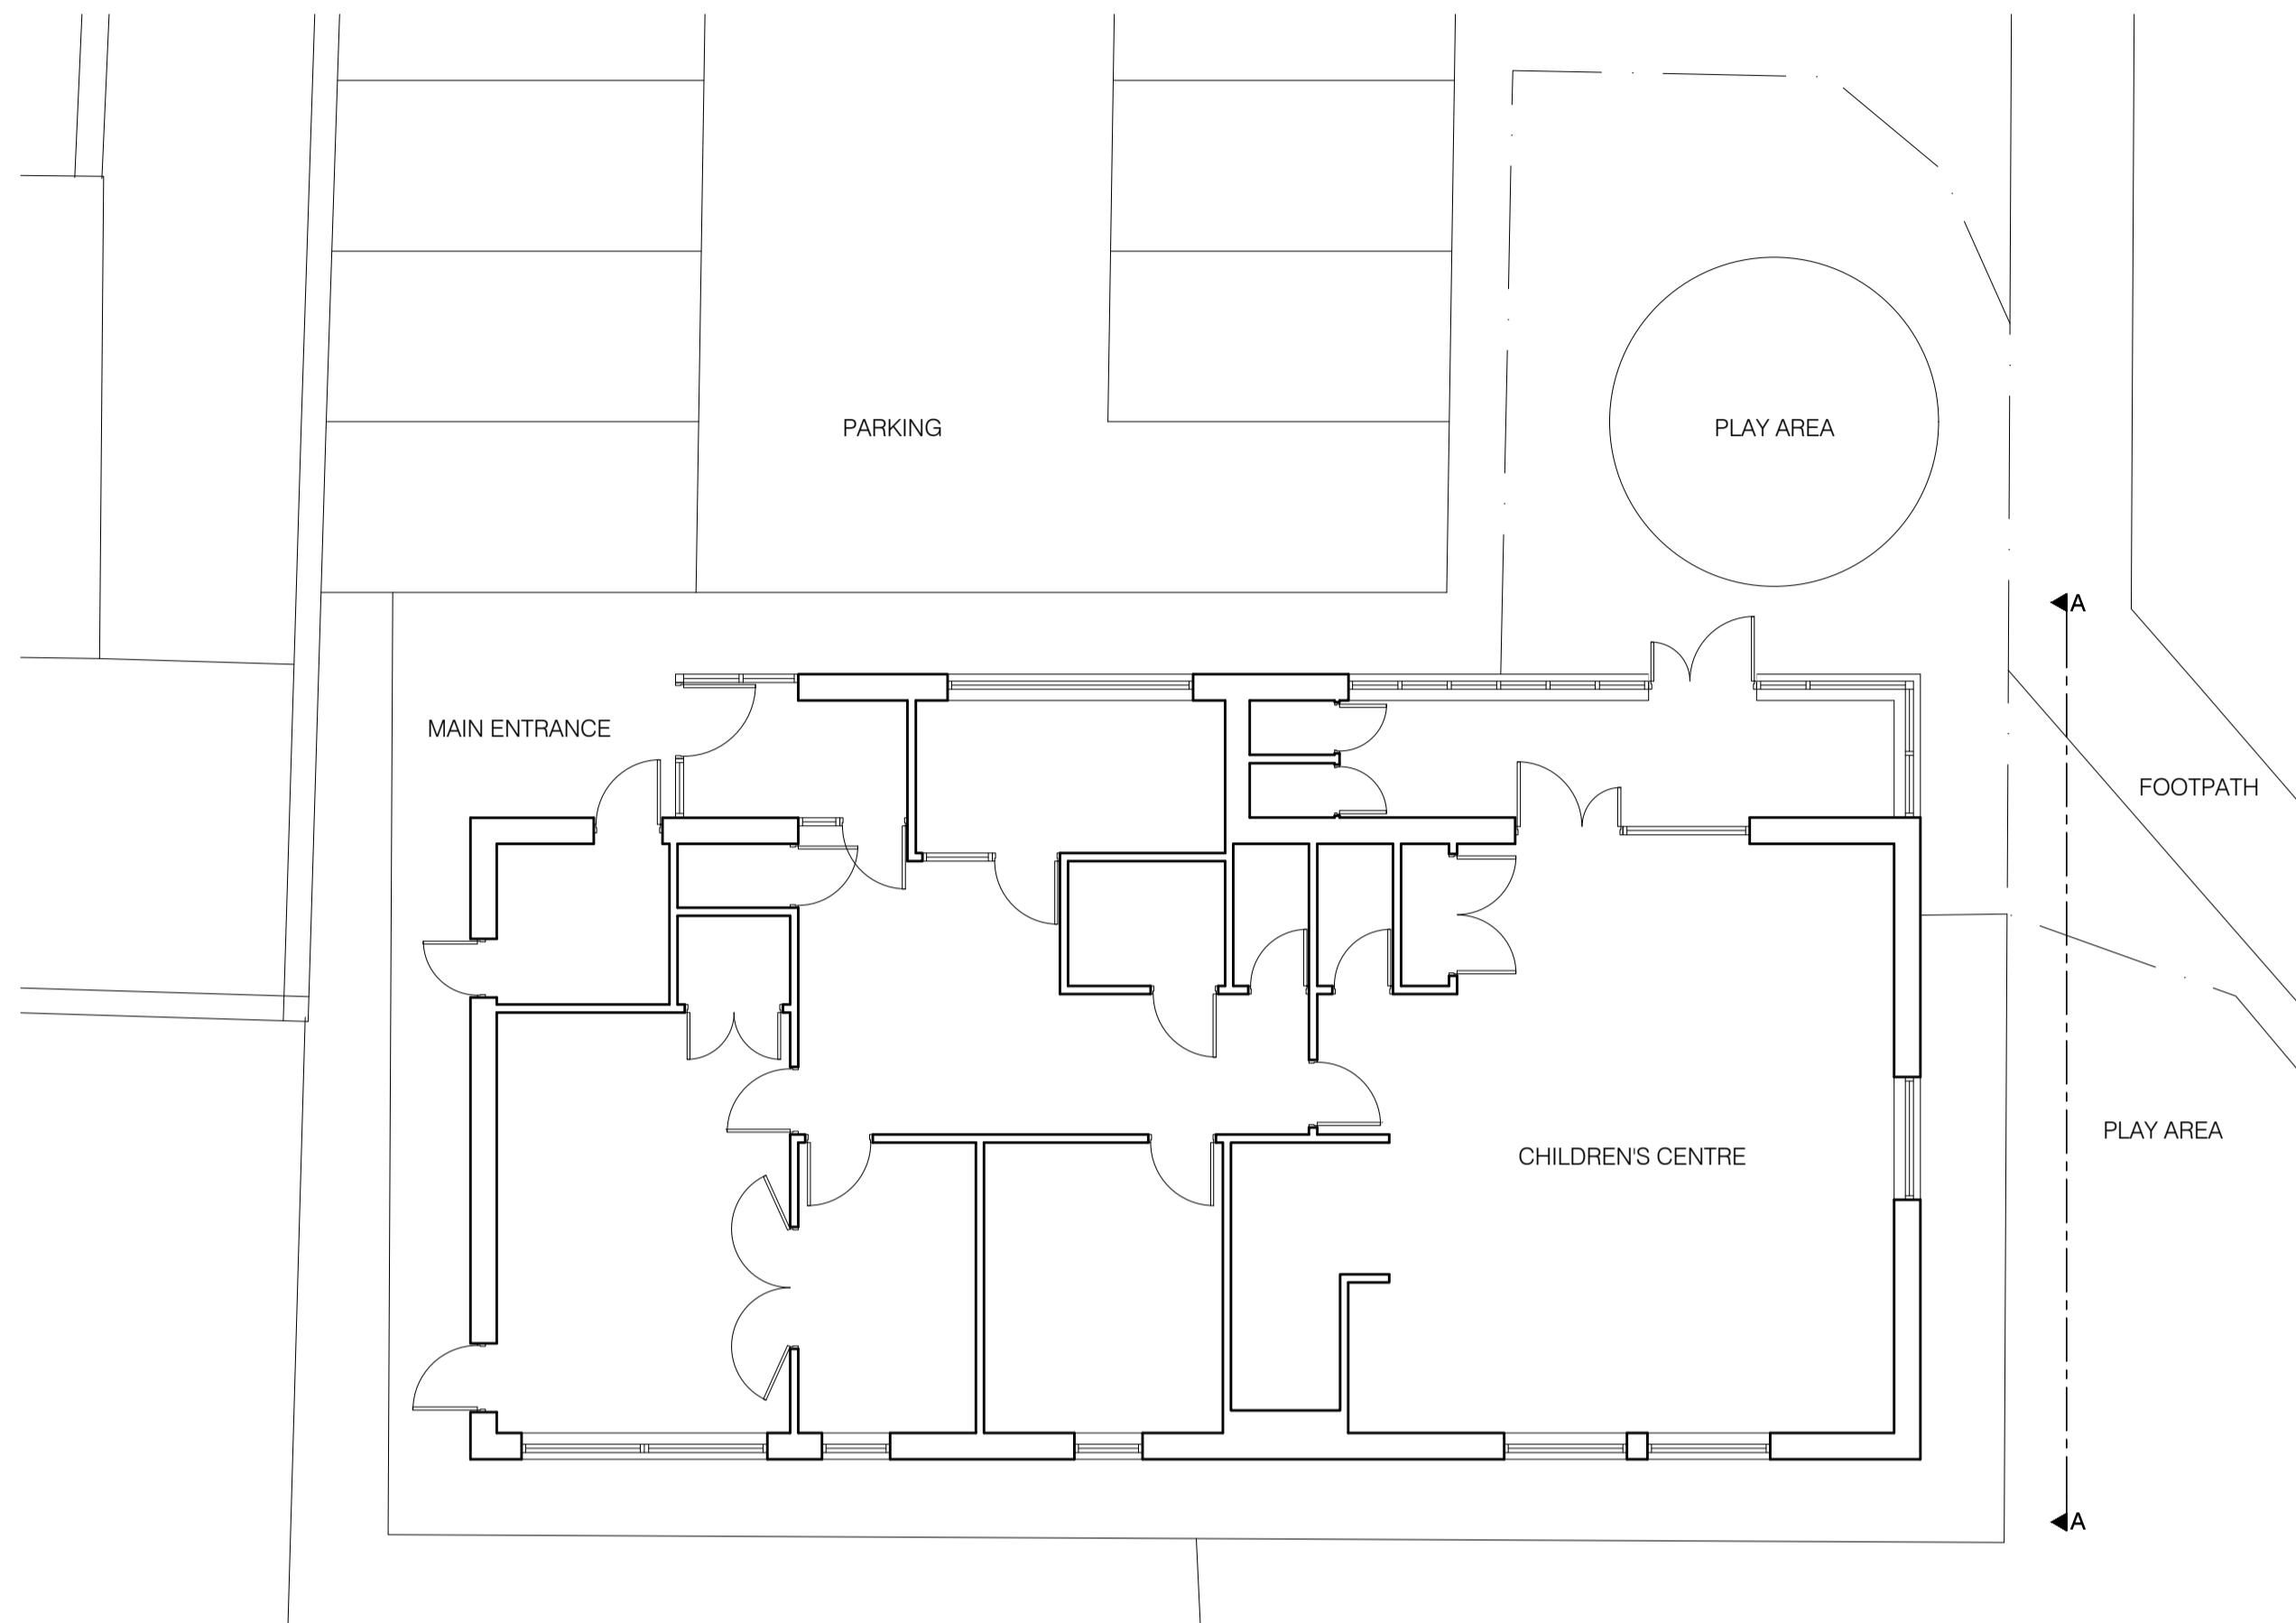 PARKING
PLAY AREA
A
MAIN ENTRANCE
FOOTPATH
PLAY AREA
CHILDREN'S CENTRE
A